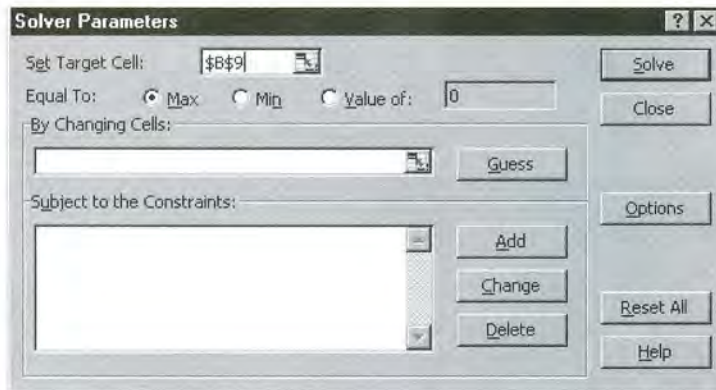 Solver Parameters ? X
Set Target Cell: $B$9 Solve
Equal To: Max Min Value of: 0 Close
By Changing Cells:
Guess
Subject to the Constraints: Options
Add
Change
Reset All
Delete
Help